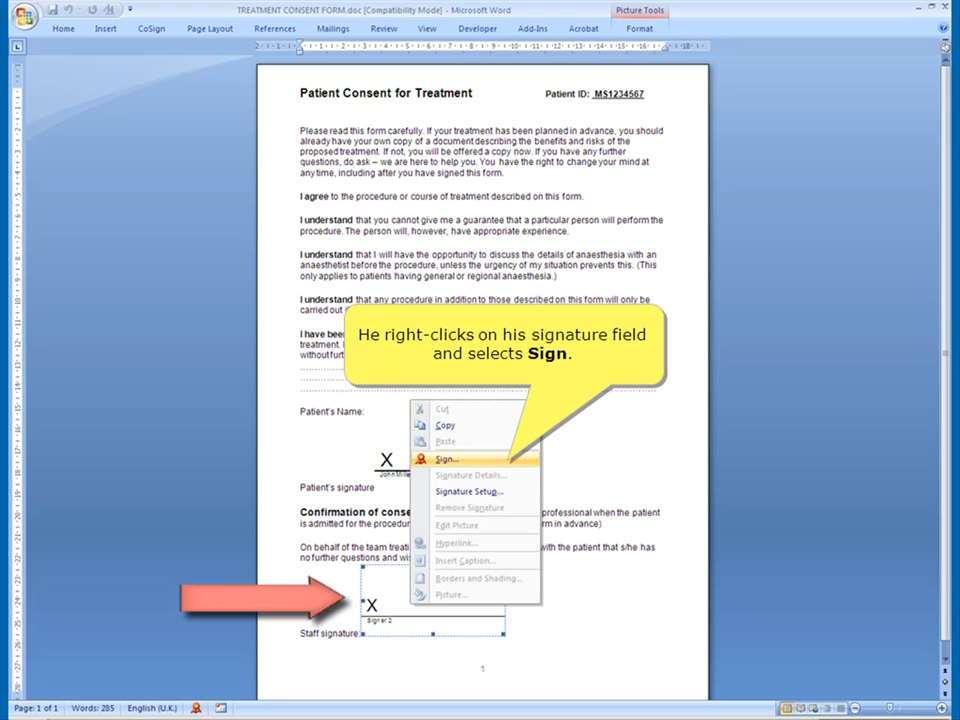 TREATMENT CONSENT FORM.doc [Compatibility Mode] - Microsoft Word
Picture Tools
Home Insert CoSign Page Layout References Mailings Review View Developer Add-Ins Acrobat Format
Patient Consent for Treatment Patient ID: MS1234567
Please read this form carefully. If your treatment has been planned in advance, you should
already have your own copy of a document describing the benefits and risks of the
proposed treatment. If not, you will be offered a copy now. If you have any further
questions, do ask – we are here to help you. You have the right to change your mind at
any time, including after you have signed this form.
I agree to the procedure or course of treatment described on this form.
I understand that you cannot give me a guarantee that a particular person will perform the
procedure. The person will, however, have appropriate experience.
I understand that I will have the opportunity to discuss the details of anaesthesia with an
anaesthetist before the procedure, unless the urgency of my situation prevents this. (This
only applies to patients having general or regional anaesthesia.)
I understand that any procedure in addition to those described on this form will only be
carried out
I have been
treatment.
without
He right-clicks on his signature field
and selects Sign.
Patient's Name:
Cut
Copy
Paste
Sign...
Signature Details...
Signature Setup...
Remove Signature
Edit Picture
Hyperlink...
Insert Caption...
Borders and Shading...
Picture...
X
John
Patient's signature
Confirmation of professional when the patient
is admitted for the form in advance)
On behalf of the team with the patient that s/he has
no further questions and
X
Signer 2
Staff signature:
1
Page: 1 of 1 Words: 285 English (U.K.)